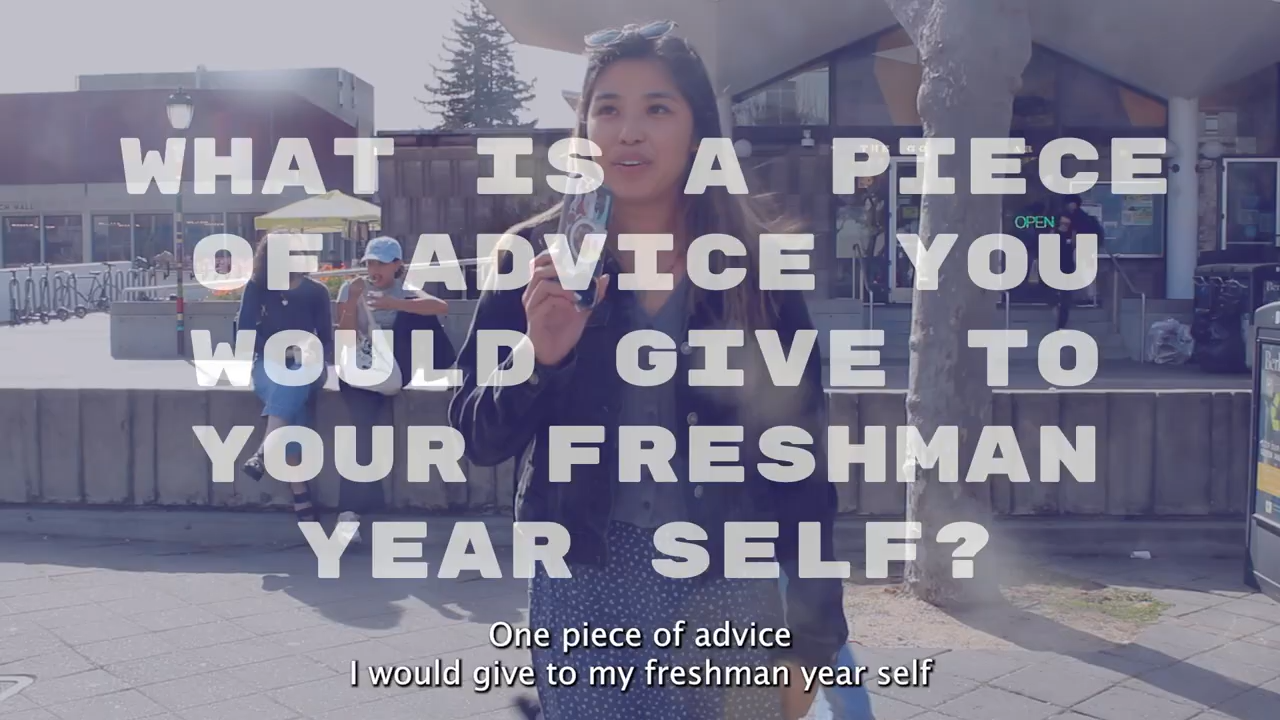 WHAT IS A PIECE
OF ADVICE YOU
WOULD GIVE TO
YOUR FRESHMAN
YEAR SELF?
OPEN
One piece of advice
I would give to my freshman year self